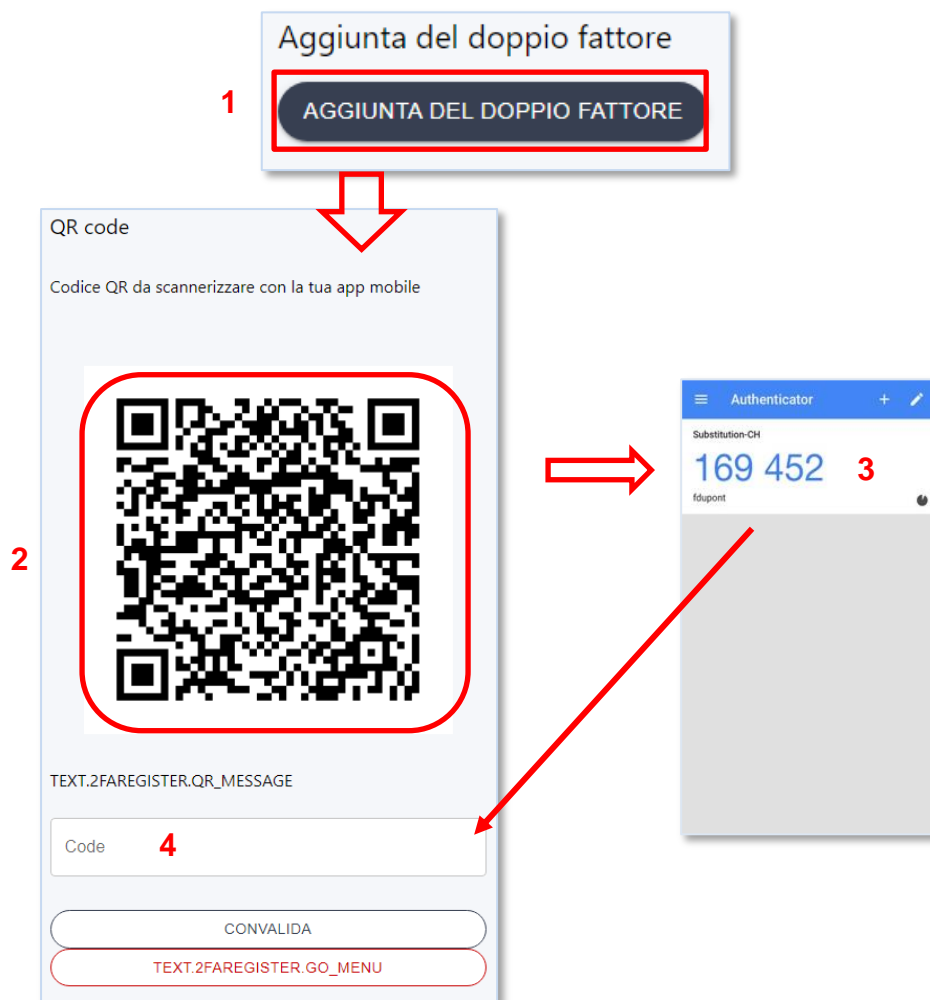 Aggiunta del doppio fattore
1
AGGIUNTA DEL DOPPIO FATTORE
QR code
Codice QR da scannerizzare con la tua app mobile
2
Authenticator
Substitution-CH
169 452
3
fdupont
TEXT.2FAREGISTER.QR_MESSAGE
Code
4
CONVALIDA
TEXT.2FAREGISTER.GO_MENU